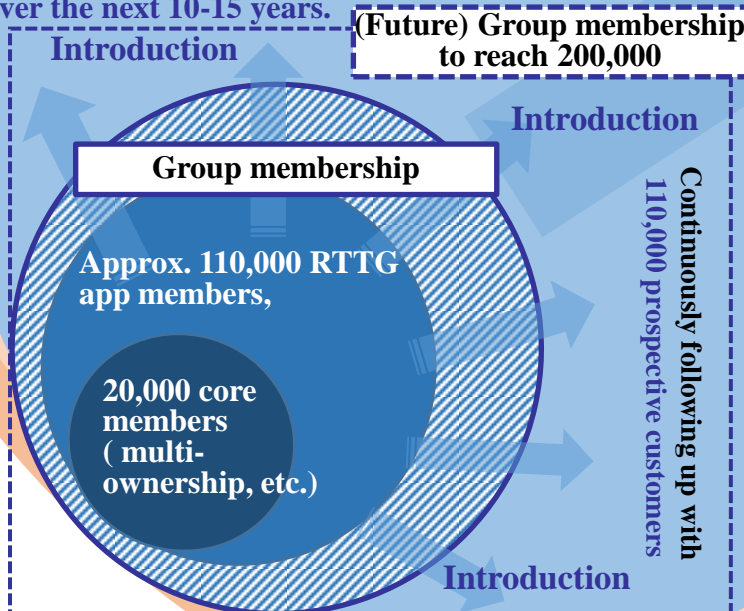 ver the next 10-15 years.
(Future) Group membership
to reach 200,000
Introduction
Introduction
Group membership
Approx. 110,000 RTTG
app members,
20,000 core
members
( multi-
ownership, etc.)
Continuously following up with
110,000 prospective customers
Introduction